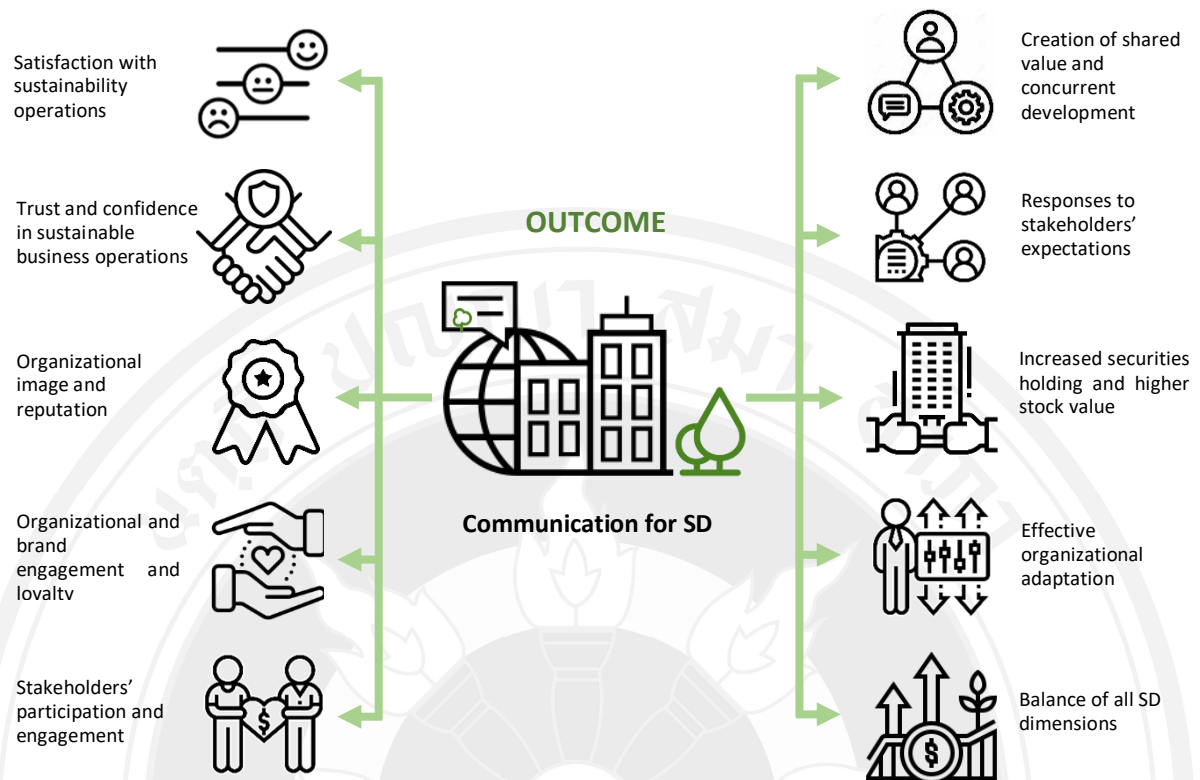 Satisfaction with
sustainability
operations
Trust and confidence
in sustainable
business operations
Organizational
image and
reputation
Organizational and
brand
engagement and
loyalty
Stakeholders’
participation and
engagement
OUTCOME
Communication for SD
Creation of shared
value and
concurrent
development
Responses to
stakeholders’
expectations
Increased securities
holding and higher
stock value
Effective
organizational
adaptation
Balance of all SD
dimensions